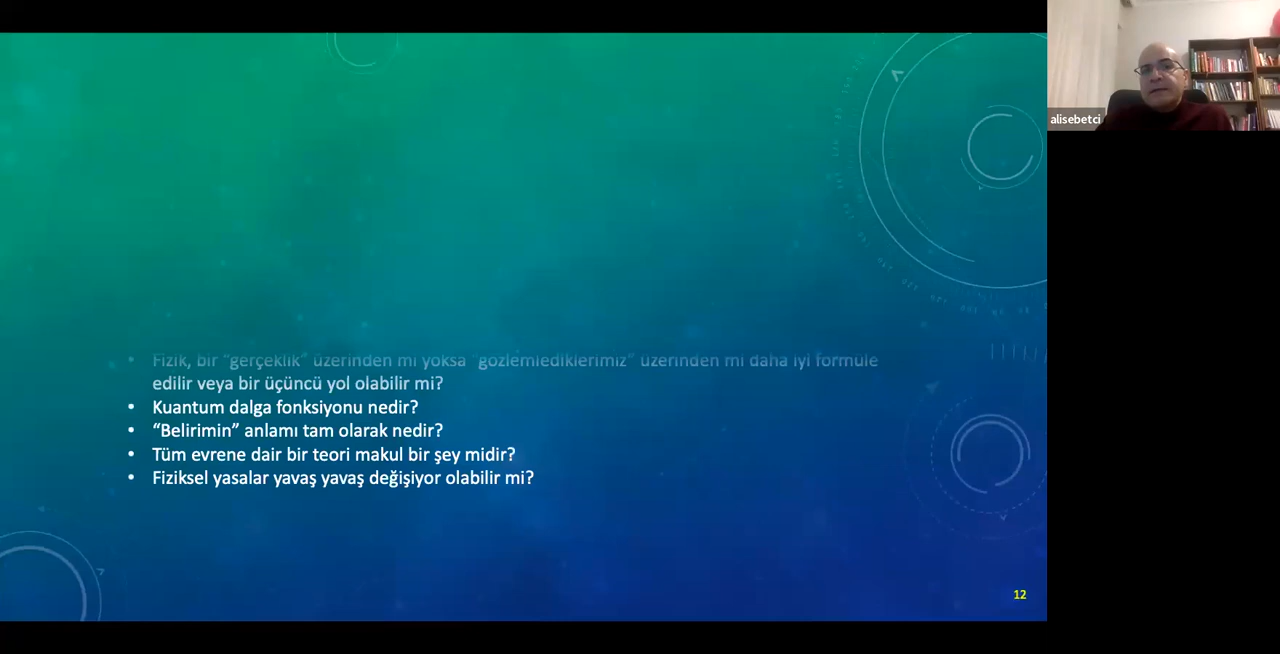 alisebetci
• Fizik, bir “gerçeklik” üzerinden mi yoksa “gözlemlediklerimiz” üzerinden mi daha iyi formüle
edilir veya bir üçüncü yol olabilir mi?
• Kuantum dalga fonksiyonu nedir?
• “Belirimin” anlamı tam olarak nedir?
• Tüm evrene dair bir teori makul bir şey midir?
• Fiziksel yasalar yavaş yavaş değişiyor olabilir mi?
12